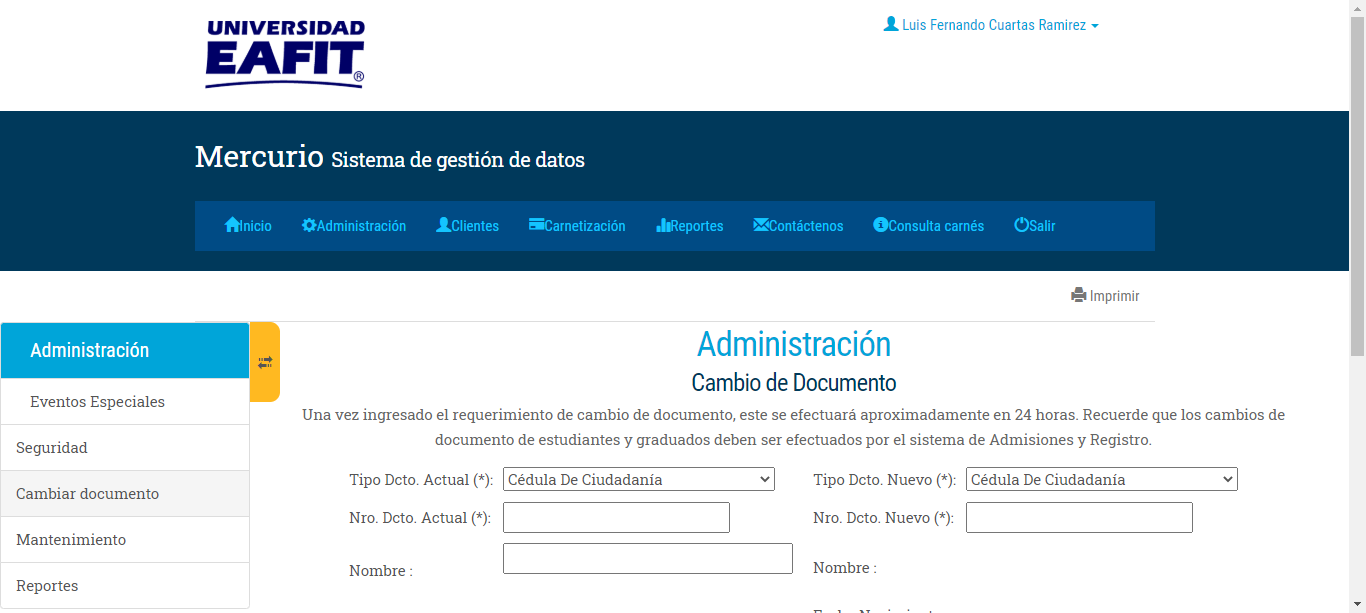 UNIVERSIDAD
EAFIT®
Luis Fernando Cuartas Ramirez
Mercurio Sistema de gestión de datos
Inicio Administración Clientes Carnetización Reportes Contáctenos Consulta carnés Salir
Imprimir
Administración
Eventos Especiales
Seguridad
Cambiar documento
Mantenimiento
Reportes
Administración
Cambio de Documento
Una vez ingresado el requerimiento de cambio de documento, este se efectuará aproximadamente en 24 horas. Recuerde que los cambios de
documento de estudiantes y graduados deben ser efectuados por el sistema de Admisiones y Registro.
Tipo Dcto. Actual (*): Cédula De Ciudadanía Tipo Dcto. Nuevo (*): Cédula De Ciudadanía
Nro. Dcto. Actual (*): Nro. Dcto. Nuevo (*):
Nombre : Nombre :